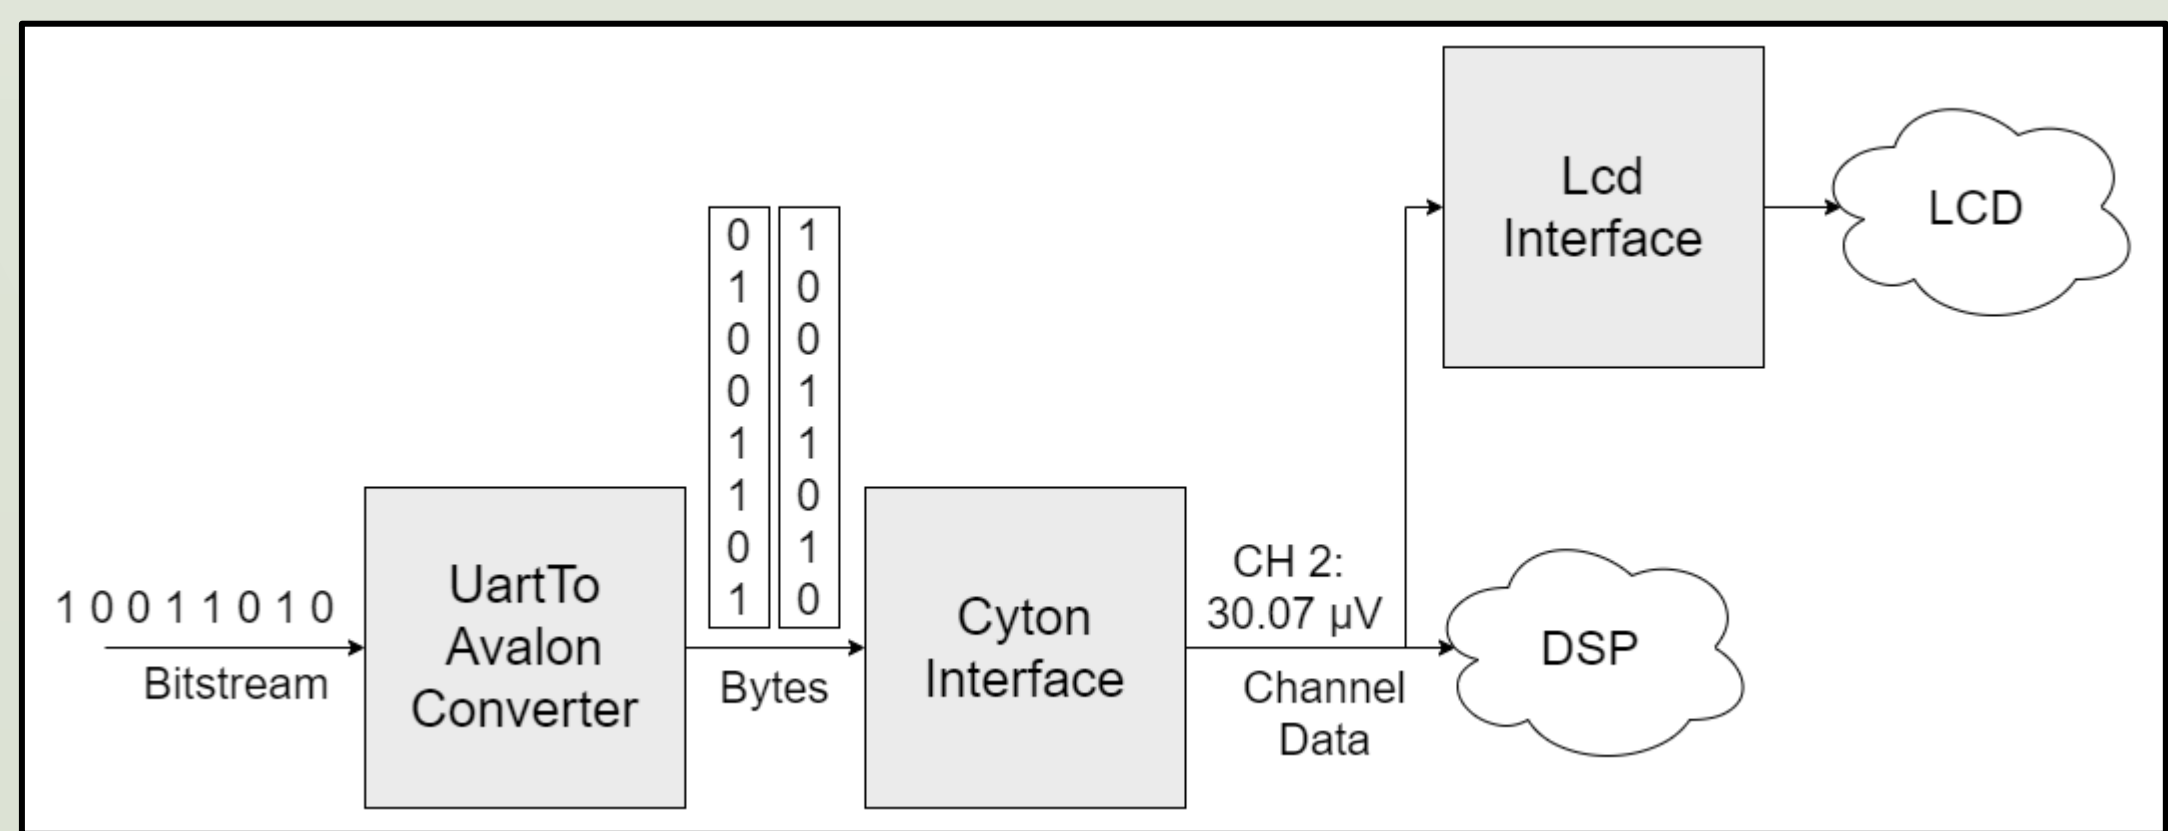 1 0 0 1 1 0 1 0
Bitstream
UartTo
Avalon
Converter
0 1
1 0
0 0
0 1
1 1
1 0
0 1
1 0
Bytes
Cyton
Interface
CH 2:
30.07 µV
Channel
Data
Lcd
Interface
LCD
DSP